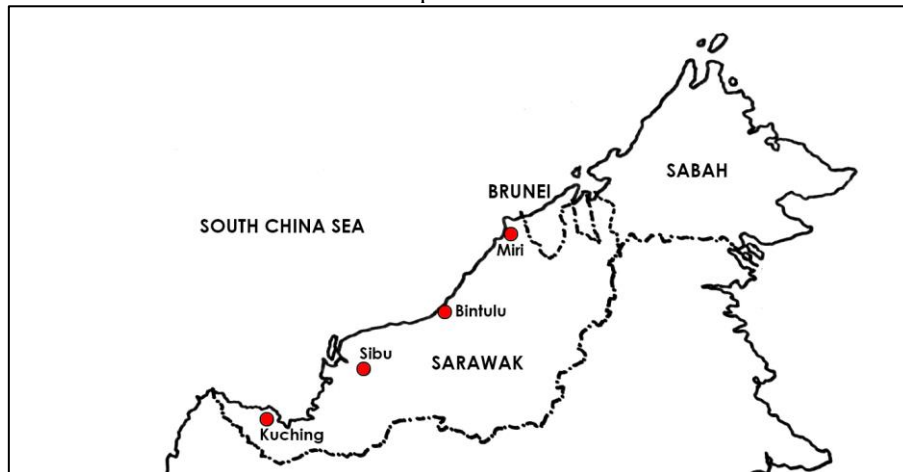 SABAH
BRUNEI
SOUTH CHINA SEA
Miri
Bintulu
Sibu
SARAWAK
Kuching